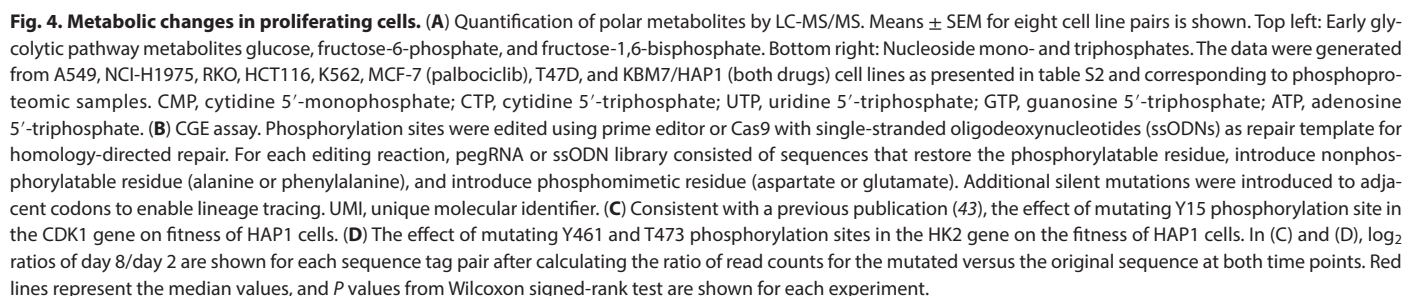 Fig. 4. Metabolic changes in proliferating cells. (A) Quantification of polar metabolites by LC-MS/MS. Means ± SEM for eight cell line pairs is shown. Top left: Early gly-
colytic pathway metabolites glucose, fructose-6-phosphate, and fructose-1,6-bisphosphate. Bottom right: Nucleoside mono- and triphosphates. The data were generated
from A549, NCI-H1975, RKO, HCT116, K562, MCF-7 (palbociclib), T47D, and KBM7/HAP1 (both drugs) cell lines as presented in table S2 and corresponding to phosphopro-
teomic samples. CMP, cytidine 5′-monophosphate; CTP, cytidine 5′-triphosphate; UTP, uridine 5′-triphosphate; GTP, guanosine 5′-triphosphate; ATP, adenosine
5′-triphosphate. (B) CGE assay. Phosphorylation sites were edited using prime editor or Cas9 with single-stranded oligodeoxynucleotides (ssODNs) as repair template for
homology-directed repair. For each editing reaction, pegRNA or ssODN library consisted of sequences that restore the phosphorylatable residue, introduce nonphos-
phorylatable residue (alanine or phenylalanine), and introduce phosphomimetic residue (aspartate or glutamate). Additional silent mutations were introduced to adja-
cent codons to enable lineage tracing. UMI, unique molecular identifier. (C) Consistent with a previous publication (43), the effect of mutating Y15 phosphorylation site in
the CDK1 gene on fitness of HAP1 cells. (D) The effect of mutating Y461 and T473 phosphorylation sites in the HK2 gene on the fitness of HAP1 cells. In (C) and (D), log₂
ratios of day 8/day 2 are shown for each sequence tag pair after calculating the ratio of read counts for the mutated versus the original sequence at both time points. Red
lines represent the median values, and P values from Wilcoxon signed-rank test are shown for each experiment.